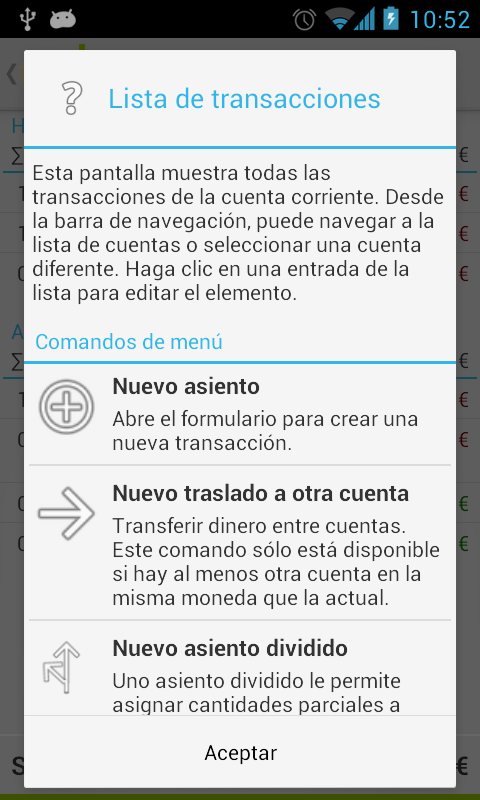 10:52
Lista de transacciones
Esta pantalla muestra todas las
transacciones de la cuenta corriente. Desde
la barra de navegación, puede navegar a la
lista de cuentas o seleccionar una cuenta
diferente. Haga clic en una entrada de la
lista para editar el elemento.
Comandos de menú
Nuevo asiento
Abre el formulario para crear una
nueva transacción.
Nuevo traslado a otra cuenta
Transferir dinero entre cuentas.
Este comando sólo está disponible
si hay al menos otra cuenta en la
misma moneda que la actual.
Nuevo asiento dividido
Uno asiento dividido le permite
asignar cantidades parciales a
Aceptar